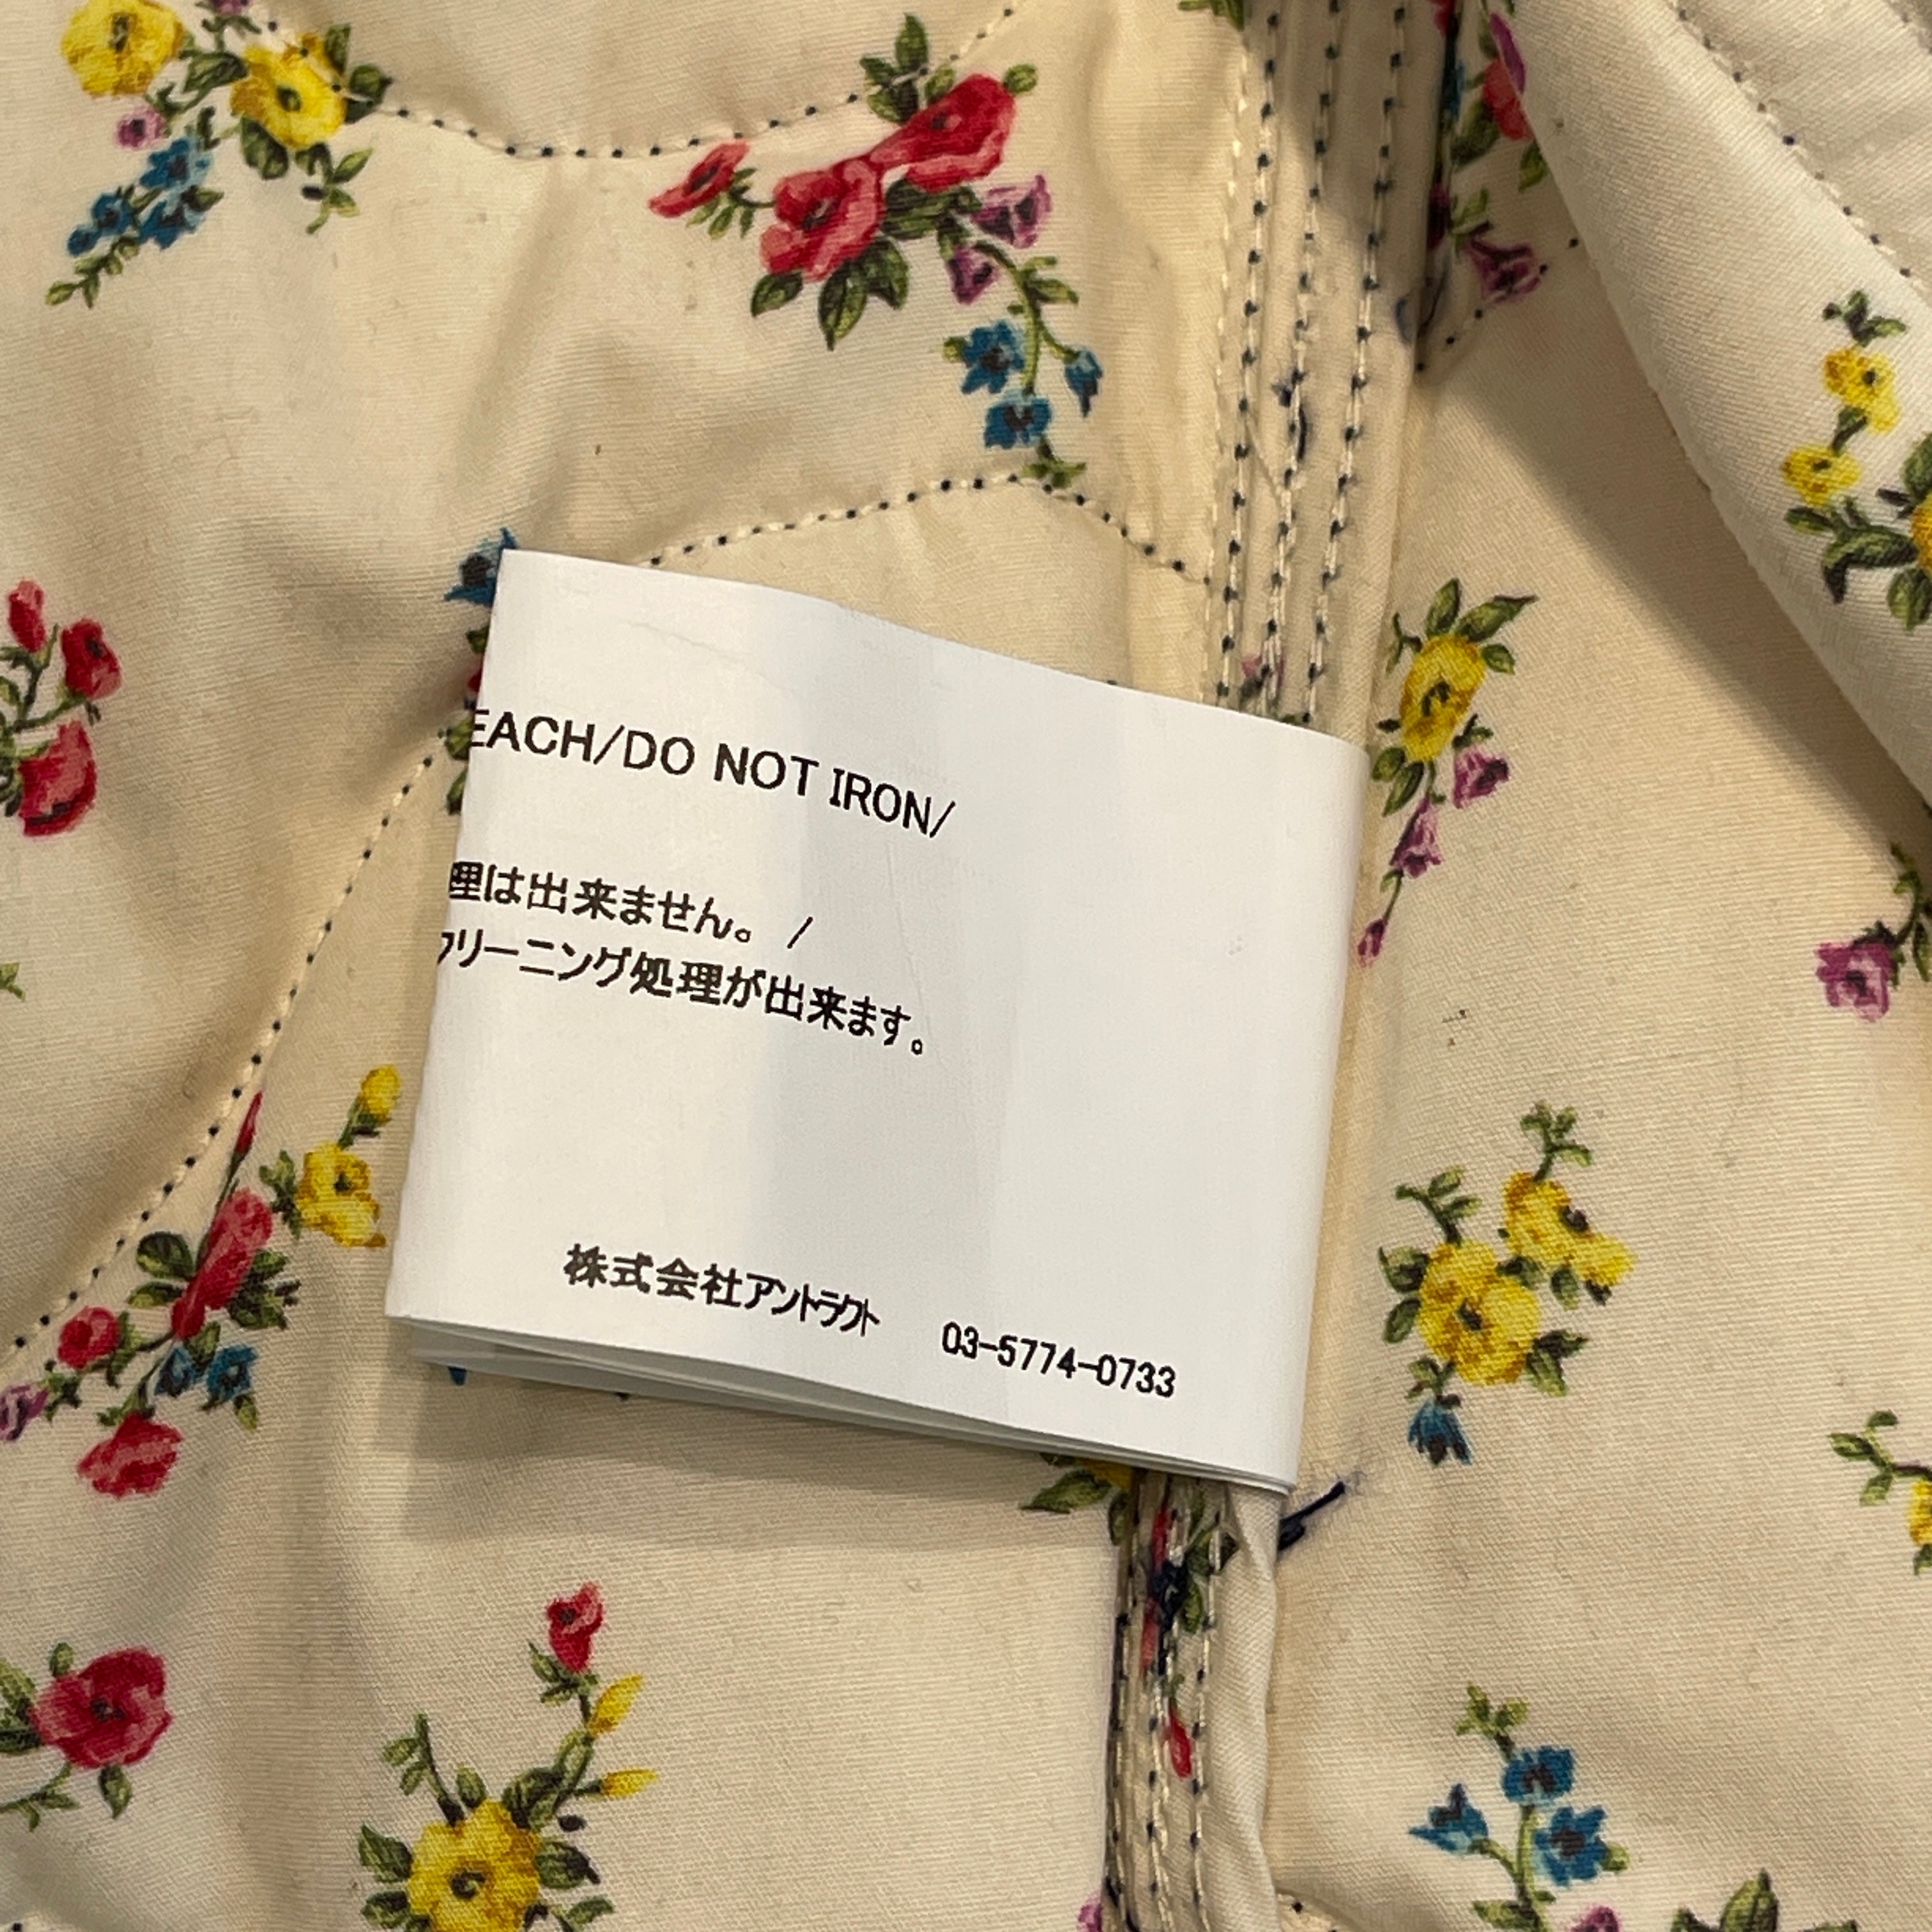 EACH/DO NOT IRON/
理は出来ません。 /
クリーニング処理が出来ます。
株式会社アントラクト 03-5774-0733